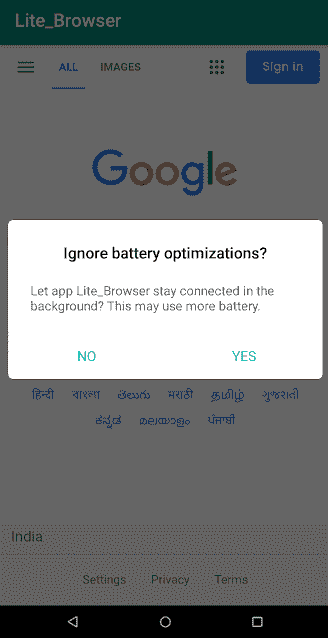 Lite_Browser
ALL IMAGES Sign in
Google
Ignore battery optimizations?
Let app Lite_Browser stay connected in the
background? This may use more battery.
NO YES
हिन्दी বাংলা తెలుగు मराठी தமிழ் ગુજરાતી
ಕನ್ನಡ മലയാളം ਪੰਜਾਬੀ
India
Settings Privacy Terms